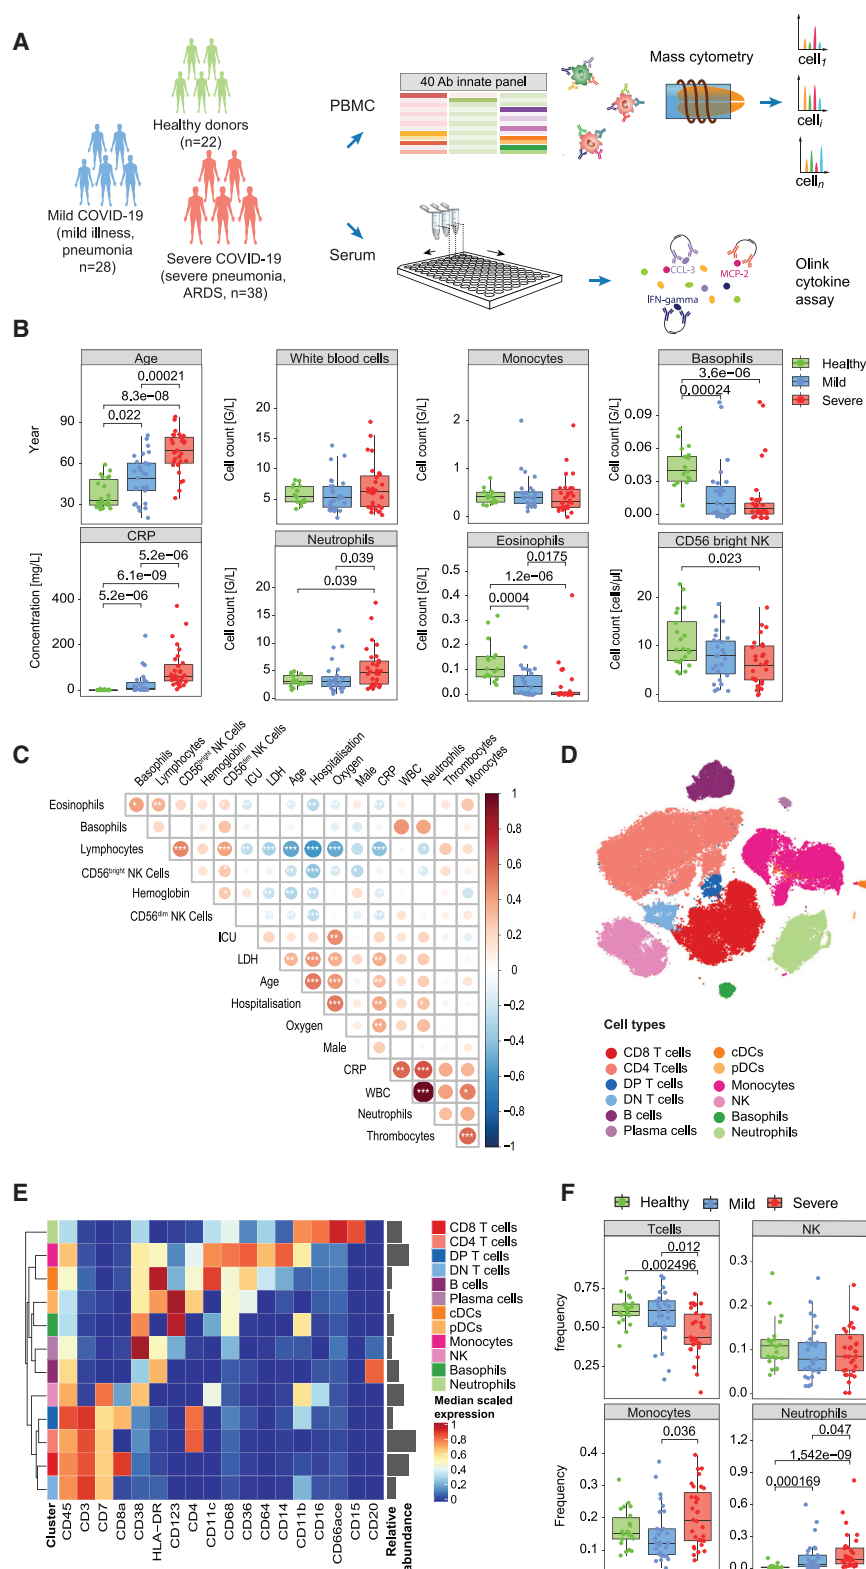 A
Healthy donors
(n=22)
Mild COVID-19
(mild illness,
pneumonia
n=28)
Severe COVID-19
(severe pneumonia,
ARDS, n=38)
PBMC
40 Ab innate panel
Mass cytometry
cell1
celli
celln
Serum
CCL-3
MCP-2
IFN-gamma
Olink
cytokine
assay
B
Age
0.00021
8.3e-08
0.022
Year
90
60
30
White blood cells
Cell count [G/L]
20
15
10
5
Monocytes
Cell count [G/L]
2
1
0
Basophils
3.6e-06
0.00024
Cell count [G/L]
0.09
0.06
0.03
0.00
Healthy
Mild
Severe
CRP
5.2e-06
6.1e-09
5.2e-06
Concentration [mg/L]
400
200
0
Neutrophils
0.039
0.039
Cell count [G/L]
20
15
10
5
0
Eosinophils
0.0175
1.2e-06
0.0004
Cell count [G/L]
0.5
0.4
0.3
0.2
0.1
0.0
CD56 bright NK
0.023
Cell count [cells/µl]
20
10
0
C
Basophils
Lymphocytes
CD56bright NK Cells
Hemoglobin
CD56dim NK Cells
ICU
LDH
Age
Hospitalisation
Oxygen
Male
CRP
WBC
Neutrophils
Thrombocytes
Monocytes
Eosinophils
Basophils
Lymphocytes
CD56bright NK Cells
Hemoglobin
CD56dim NK Cells
ICU
LDH
Age
Hospitalisation
Oxygen
Male
CRP
WBC
Neutrophils
Thrombocytes
1
0.8
0.6
0.4
0.2
0
−0.2
−0.4
−0.6
−0.8
−1
D
Cell types
CD8 T cells
CD4 Tcells
DP T cells
DN T cells
B cells
Plasma cells
cDCs
pDCs
Monocytes
NK
Basophils
Neutrophils
E
CD8 T cells
CD4 T cells
DP T cells
DN T cells
B cells
Plasma cells
cDCs
pDCs
Monocytes
NK
Basophils
Neutrophils
Median scaled
expression
1
0.8
0.6
0.4
0.2
0
Cluster
CD45
CD3
CD7
CD8a
CD38
HLA−DR
CD123
CD4
CD11c
CD68
CD36
CD64
CD14
CD11b
CD16
CD66ace
CD15
CD20
Relative
abundance
F
Healthy
Mild
Severe
Tcells
0.012
0.002496
frequency
0.75
0.50
0.25
NK
0.3
0.2
0.1
0.0
Monocytes
0.036
Frequency
0.4
0.3
0.2
0.1
Neutrophils
0.047
1.542e−09
0.000169
1.2
0.9
0.6
0.3
0.0